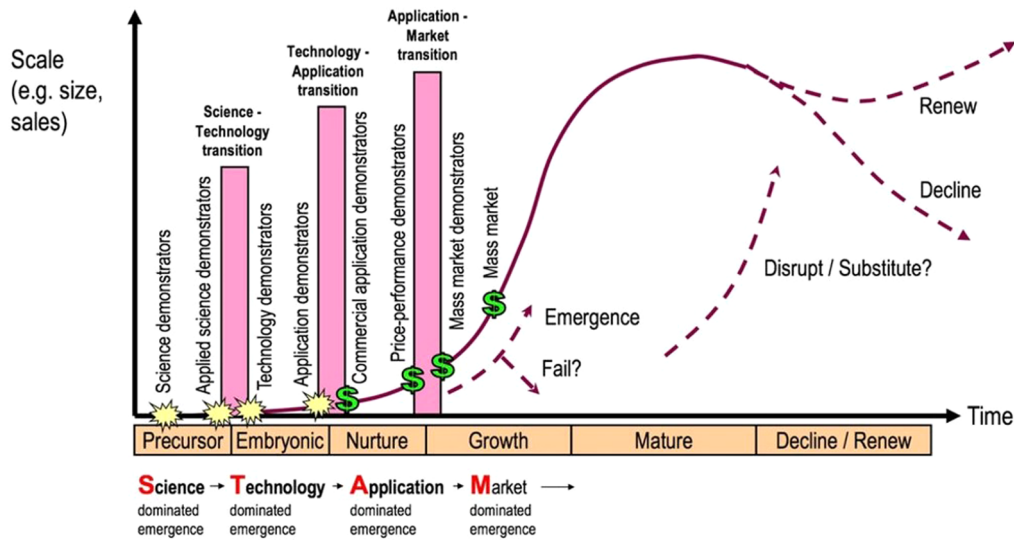 Scale
(e.g. size,
sales)
Science -
Technology
transition
Technology -
Application
transition
Application -
Market
transition
Science demonstrators
Applied science demonstrators
Technology demonstrators
Application demonstrators
Commercial application demonstrators
Price-performance demonstrators
Mass market demonstrators
Mass market
$
$
$
$
Emergence
Fail?
Disrupt / Substitute?
Renew
Decline
Time
Precursor
Embryonic
Nurture
Growth
Mature
Decline / Renew
Science
Technology
Application
Market
dominated
emergence
dominated
emergence
dominated
emergence
dominated
emergence